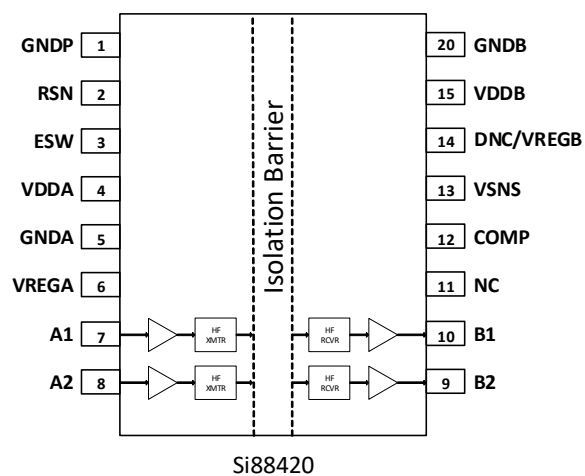 GNDP 1 20 GNDB
RSN 2 15 VDDB
ESW 3 14 DNC/VREGB
VDDA 4 13 VSNS
GNDA 5 12 COMP
VREGA 6 11 NC
A1 7 HF XMTR HF RCVR 10 B1
A2 8 HF XMTR HF RCVR 9 B2
Isolation Barrier
Si88420